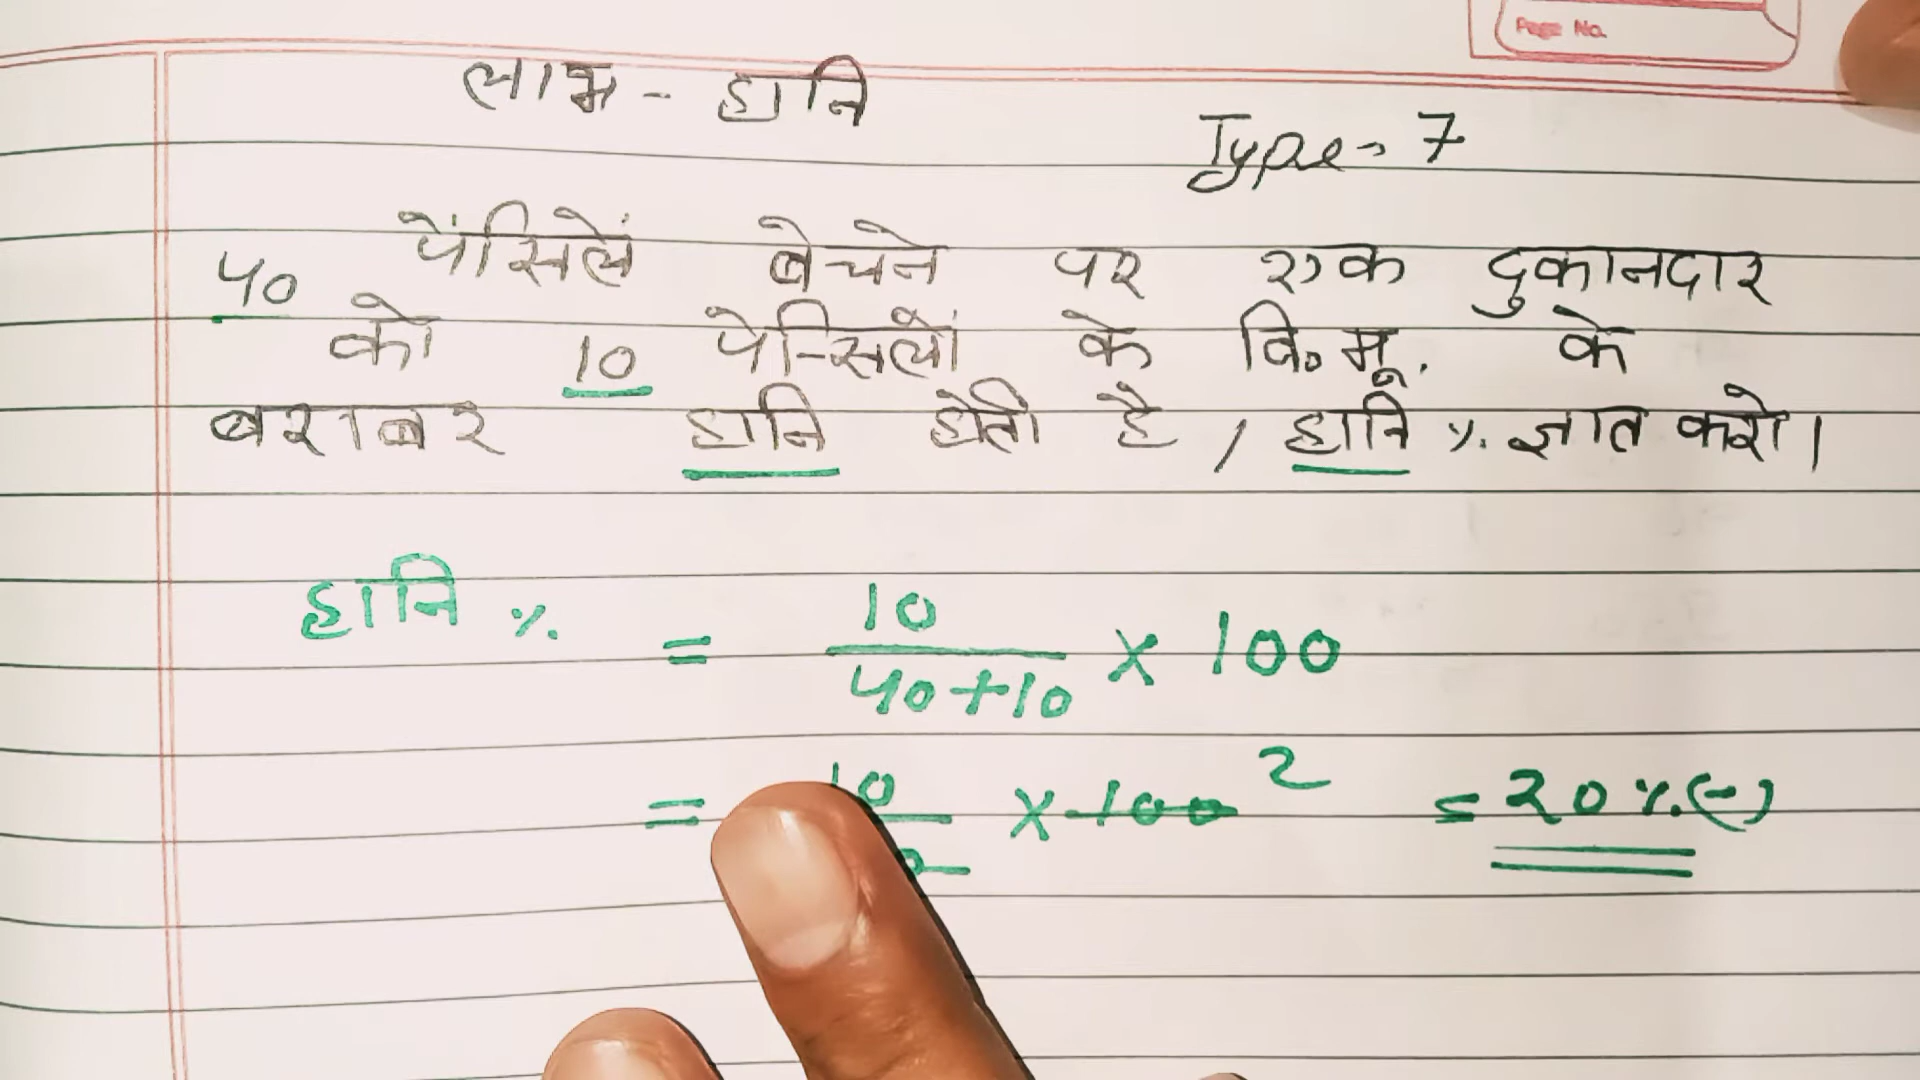 Page No.
लाभ - हानि
Type-7
40 पेंसिलें बेचने पर एक दुकानदार
को 10 पेन्सिलों के वि. मू. के
बराबर हानि होती है, हानि % ज्ञात करो।
हानि % = 10/40+10 × 100
= 10 × 100 2 = 20%(-)